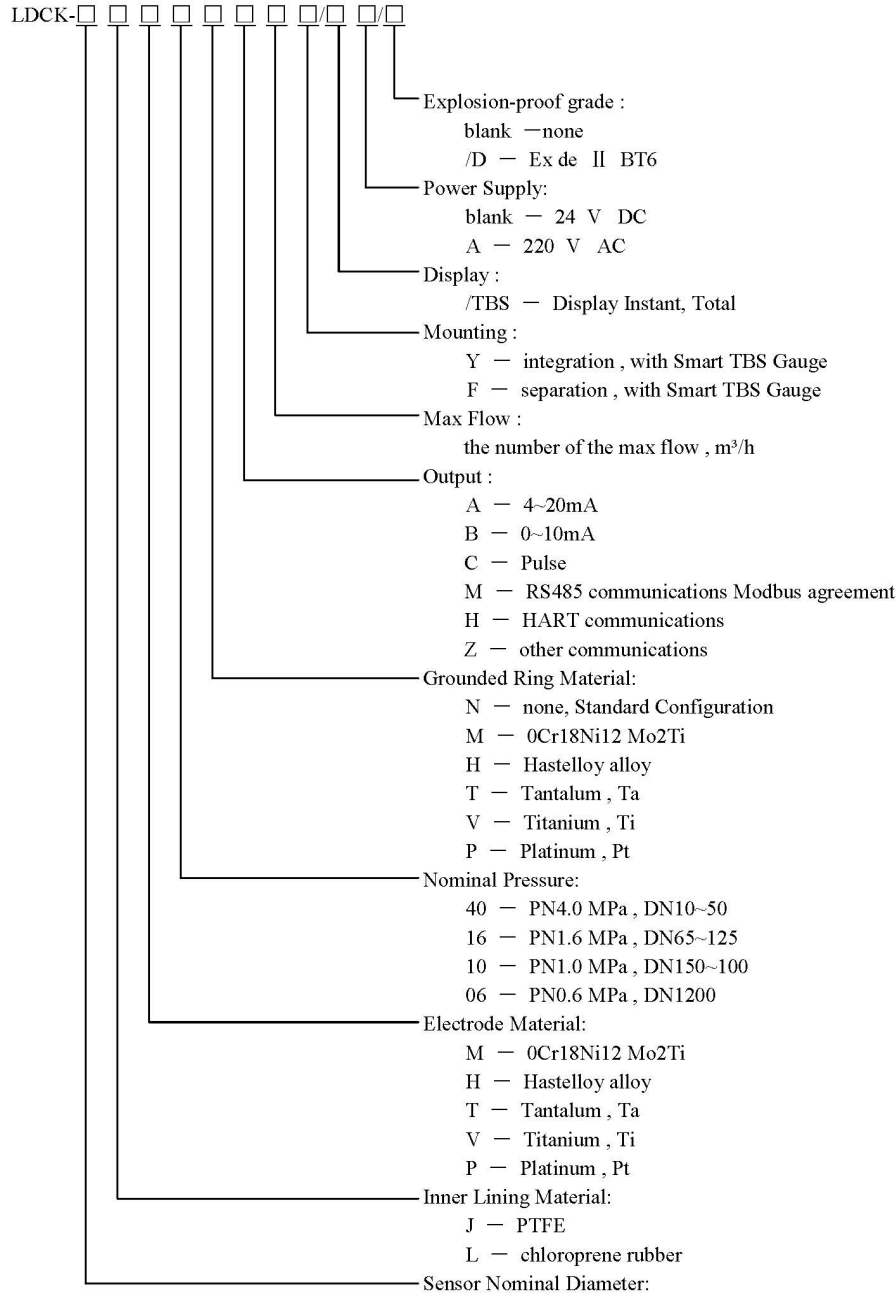 LDCK-□ □ □ □ □ □ □ □/□ □/□
Explosion-proof grade :
blank —none
/D — Ex de II BT6
Power Supply:
blank — 24 V DC
A — 220 V AC
Display :
/TBS — Display Instant, Total
Mounting :
Y — integration , with Smart TBS Gauge
F — separation , with Smart TBS Gauge
Max Flow :
the number of the max flow , m³/h
Output :
A — 4~20mA
B — 0~10mA
C — Pulse
M — RS485 communications Modbus agreement
H — HART communications
Z — other communications
Grounded Ring Material:
N — none, Standard Configuration
M — 0Cr18Ni12 Mo2Ti
H — Hastelloy alloy
T — Tantalum , Ta
V — Titanium , Ti
P — Platinum , Pt
Nominal Pressure:
40 — PN4.0 MPa , DN10~50
16 — PN1.6 MPa , DN65~125
10 — PN1.0 MPa , DN150~100
06 — PN0.6 MPa , DN1200
Electrode Material:
M — 0Cr18Ni12 Mo2Ti
H — Hastelloy alloy
T — Tantalum , Ta
V — Titanium , Ti
P — Platinum , Pt
Inner Lining Material:
J — PTFE
L — chloroprene rubber
Sensor Nominal Diameter: